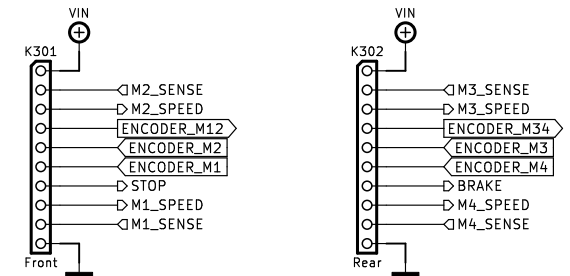 VIN
K301
M2_SENSE
M2_SPEED
ENCODER_M12
ENCODER_M2
ENCODER_M1
STOP
M1_SPEED
M1_SENSE
Front
VIN
K302
M3_SENSE
M3_SPEED
ENCODER_M34
ENCODER_M3
ENCODER_M4
BRAKE
M4_SPEED
M4_SENSE
Rear